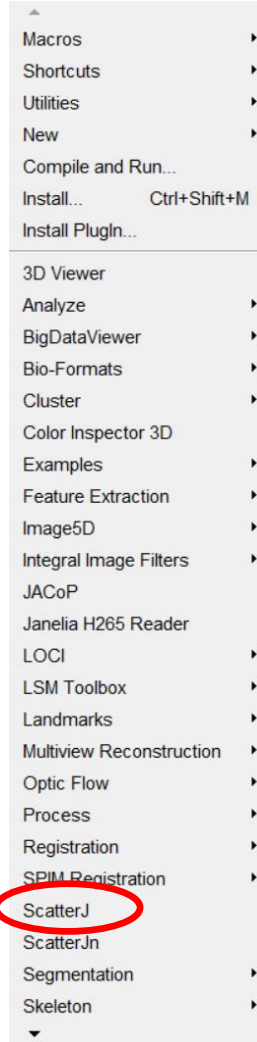 Macros
Shortcuts
Utilities
New
Compile and Run...
Install... Ctrl+Shift+M
Install PlugIn...
3D Viewer
Analyze
BigDataViewer
Bio-Formats
Cluster
Color Inspector 3D
Examples
Feature Extraction
Image5D
Integral Image Filters
JACoP
Janelia H265 Reader
LOCI
LSM Toolbox
Landmarks
Multiview Reconstruction
Optic Flow
Process
Registration
SPIM Registration
ScatterJ
ScatterJn
Segmentation
Skeleton